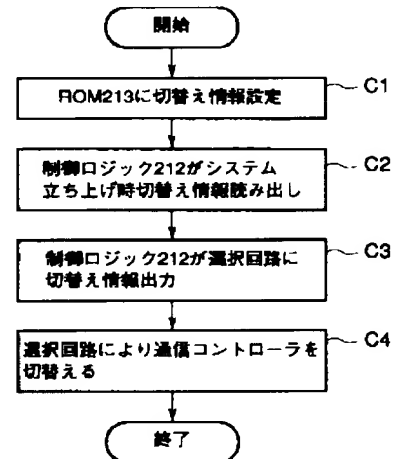 開始
ROM213に切替え情報設定
C1
制御ロジック212がシステム
立ち上げ時切替え情報読み出し
C2
制御ロジック212が選択回路に
切替え情報出力
C3
選択回路により通信コントローラを
切替える
C4
終了